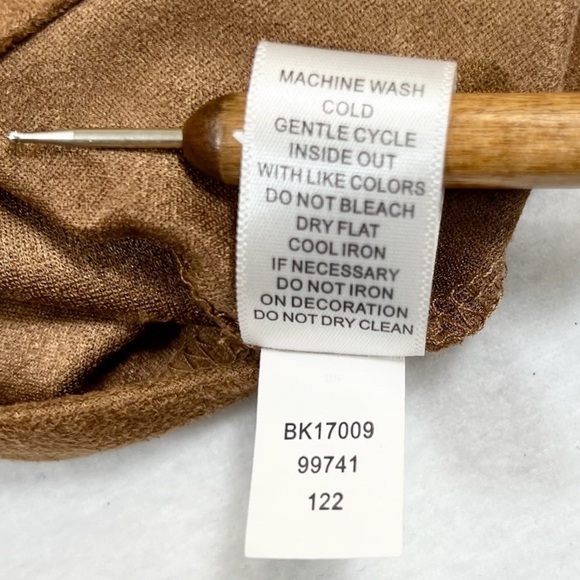 MACHINE WASH
COLD
GENTLE CYCLE
INSIDE OUT
WITH LIKE COLORS
DO NOT BLEACH
DRY FLAT
COOL IRON
IF NECESSARY
DO NOT IRON
ON DECORATION
DO NOT DRY CLEAN
BK17009
99741
122